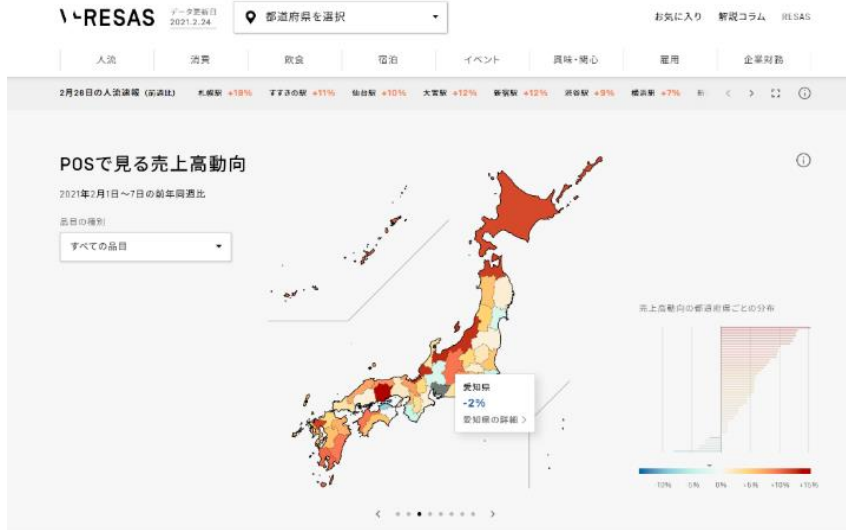 V-RESAS
データ更新日
2021.2.24
都道府県を選択
お気に入り 解説コラム RESAS
人流 消費 飲食 宿泊 イベント 興味・関心 雇用 企業財務
2月28日の人流速報 (前週比) 札幌駅 +19% すすきの駅 +11% 仙台駅 +10% 大宮駅 +12% 新宿駅 +12% 渋谷駅 +9% 横浜駅 +7%
POSで見る売上高動向
2021年2月1日〜7日の前年同週比
品目の種別
すべての品目
売上高動向の都道府県ごとの分布
愛知県
-2%
愛知県の詳細 >
-10% -5% 0% +5% +10% +15%